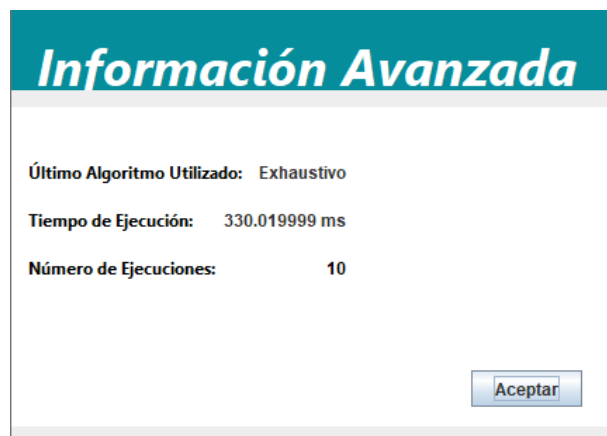 Información Avanzada
Último Algoritmo Utilizado: Exhaustivo
Tiempo de Ejecución: 330.019999 ms
Número de Ejecuciones: 10
Aceptar